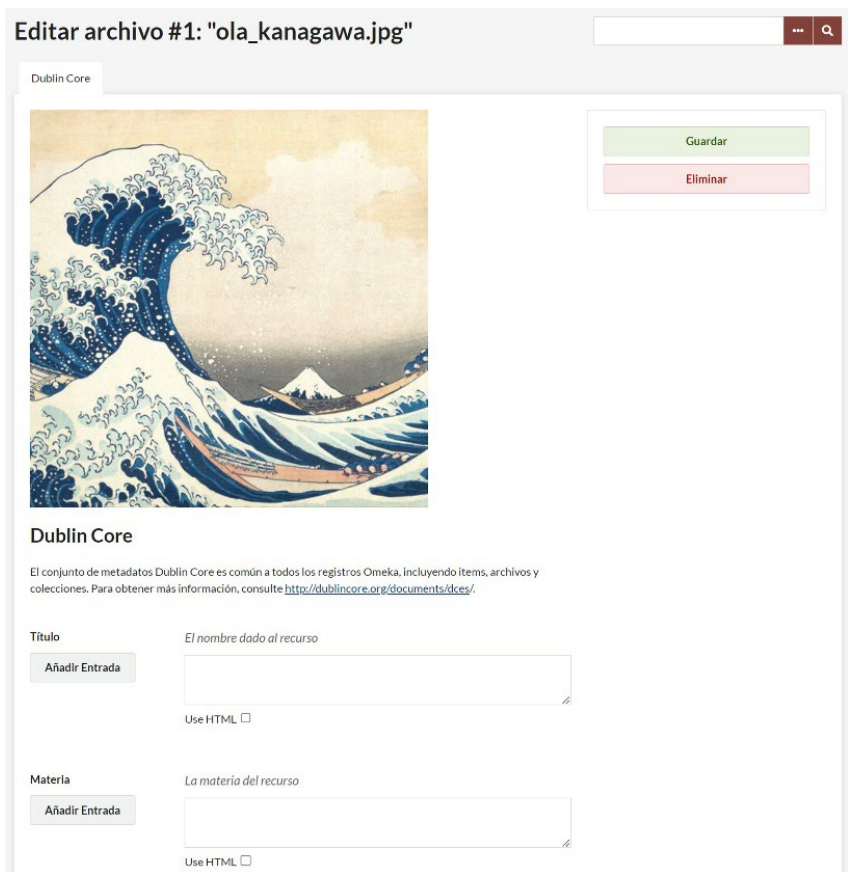 Editar archivo #1: "ola_kanagawa.jpg"
Dublin Core
Guardar
Eliminar
Dublin Core
El conjunto de metadatos Dublin Core es común a todos los registros Omeka, incluyendo items, archivos y
colecciones. Para obtener más información, consulte http://dublincore.org/documents/dces/.
Título
El nombre dado al recurso
Añadir Entrada
Use HTML
Materia
La materia del recurso
Añadir Entrada
Use HTML